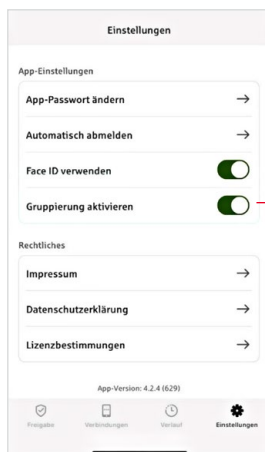 Einstellungen
App-Einstellungen
App-Passwort ändern
Automatisch abmelden
Face ID verwenden
Gruppierung aktivieren
Rechtliches
Impressum
Datenschutzerklärung
Lizenzbestimmungen
App-Version: 4.2.4 (629)
Freigabe Verbindungen Verlauf Einstellungen